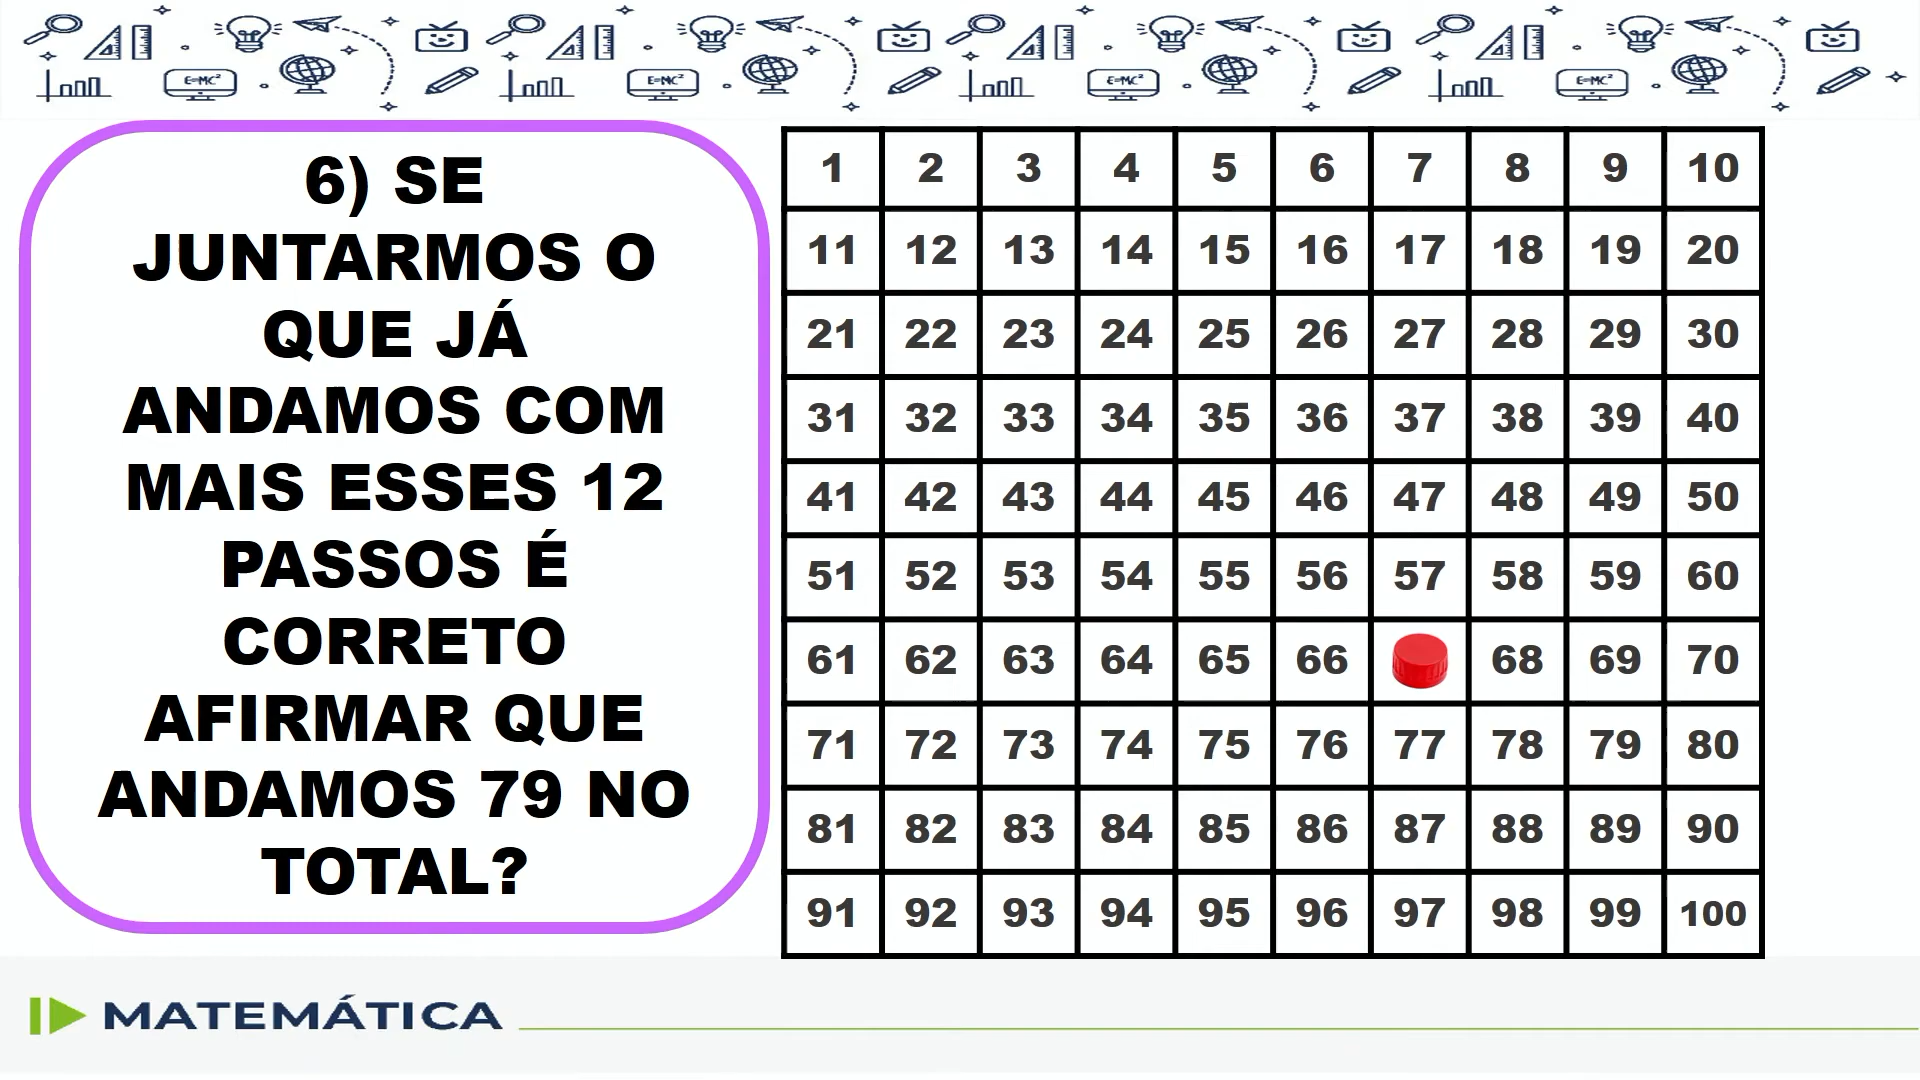 E=MC² E=MC² E=MC² E=MC²
6) SE
JUNTARMOS O
QUE JÁ
ANDAMOS COM
MAIS ESSES 12
PASSOS É
CORRETO
AFIRMAR QUE
ANDAMOS 79 NO
TOTAL?
1 2 3 4 5 6 7 8 9 10
11 12 13 14 15 16 17 18 19 20
21 22 23 24 25 26 27 28 29 30
31 32 33 34 35 36 37 38 39 40
41 42 43 44 45 46 47 48 49 50
51 52 53 54 55 56 57 58 59 60
61 62 63 64 65 66 68 69 70
71 72 73 74 75 76 77 78 79 80
81 82 83 84 85 86 87 88 89 90
91 92 93 94 95 96 97 98 99 100
MATEMÁTICA